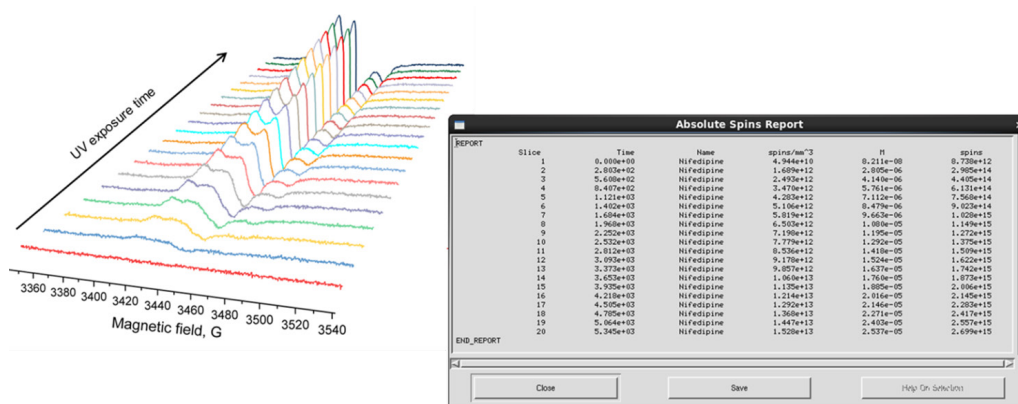 UV exposure time
3360 3380 3400 3420 3440 3460 3480 3500 3520 3540
Magnetic field, G
Absolute Spins Report
REPORT
Slice Time Name spins/mm^3 M spins
1 0.000e+00 Nifedipine 4.944e+10 8.211e-08 8.738e+12
2 2.803e+02 Nifedipine 1.689e+12 2.805e-06 2.985e+14
3 5.608e+02 Nifedipine 2.493e+12 4.140e-06 4.405e+14
4 8.407e+02 Nifedipine 3.470e+12 5.761e-06 6.131e+14
5 1.121e+03 Nifedipine 4.283e+12 7.112e-06 7.568e+14
6 1.402e+03 Nifedipine 5.106e+12 8.479e-06 9.023e+14
7 1.684e+03 Nifedipine 5.819e+12 9.663e-06 1.028e+15
8 1.968e+03 Nifedipine 6.503e+12 1.080e-05 1.149e+15
9 2.252e+03 Nifedipine 7.198e+12 1.195e-05 1.272e+15
10 2.532e+03 Nifedipine 7.779e+12 1.292e-05 1.375e+15
11 2.812e+03 Nifedipine 8.536e+12 1.418e-05 1.509e+15
12 3.093e+03 Nifedipine 9.178e+12 1.524e-05 1.622e+15
13 3.373e+03 Nifedipine 9.857e+12 1.637e-05 1.742e+15
14 3.653e+03 Nifedipine 1.060e+13 1.760e-05 1.873e+15
15 3.935e+03 Nifedipine 1.135e+13 1.885e-05 2.006e+15
16 4.218e+03 Nifedipine 1.214e+13 2.016e-05 2.145e+15
17 4.505e+03 Nifedipine 1.292e+13 2.146e-05 2.283e+15
18 4.785e+03 Nifedipine 1.368e+13 2.271e-05 2.417e+15
19 5.064e+03 Nifedipine 1.447e+13 2.403e-05 2.557e+15
20 5.345e+03 Nifedipine 1.528e+13 2.537e-05 2.699e+15
END_REPORT
Close Save Help On Selection